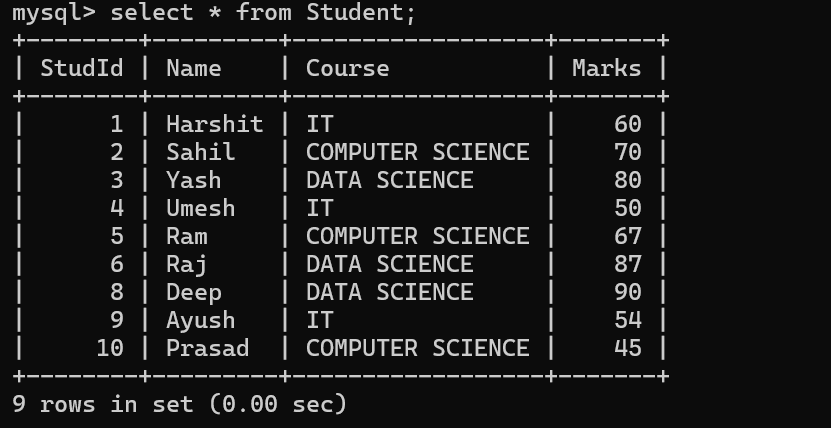 mysql> select * from Student;
+--------+---------+------------------+-------+
| StudId | Name    | Course           | Marks |
+--------+---------+------------------+-------+
|      1 | Harshit | IT               |    60 |
|      2 | Sahil   | COMPUTER SCIENCE |    70 |
|      3 | Yash    | DATA SCIENCE     |    80 |
|      4 | Umesh   | IT               |    50 |
|      5 | Ram     | COMPUTER SCIENCE |    67 |
|      6 | Raj     | DATA SCIENCE     |    87 |
|      8 | Deep    | DATA SCIENCE     |    90 |
|      9 | Ayush   | IT               |    54 |
|     10 | Prasad  | COMPUTER SCIENCE |    45 |
+--------+---------+------------------+-------+
9 rows in set (0.00 sec)